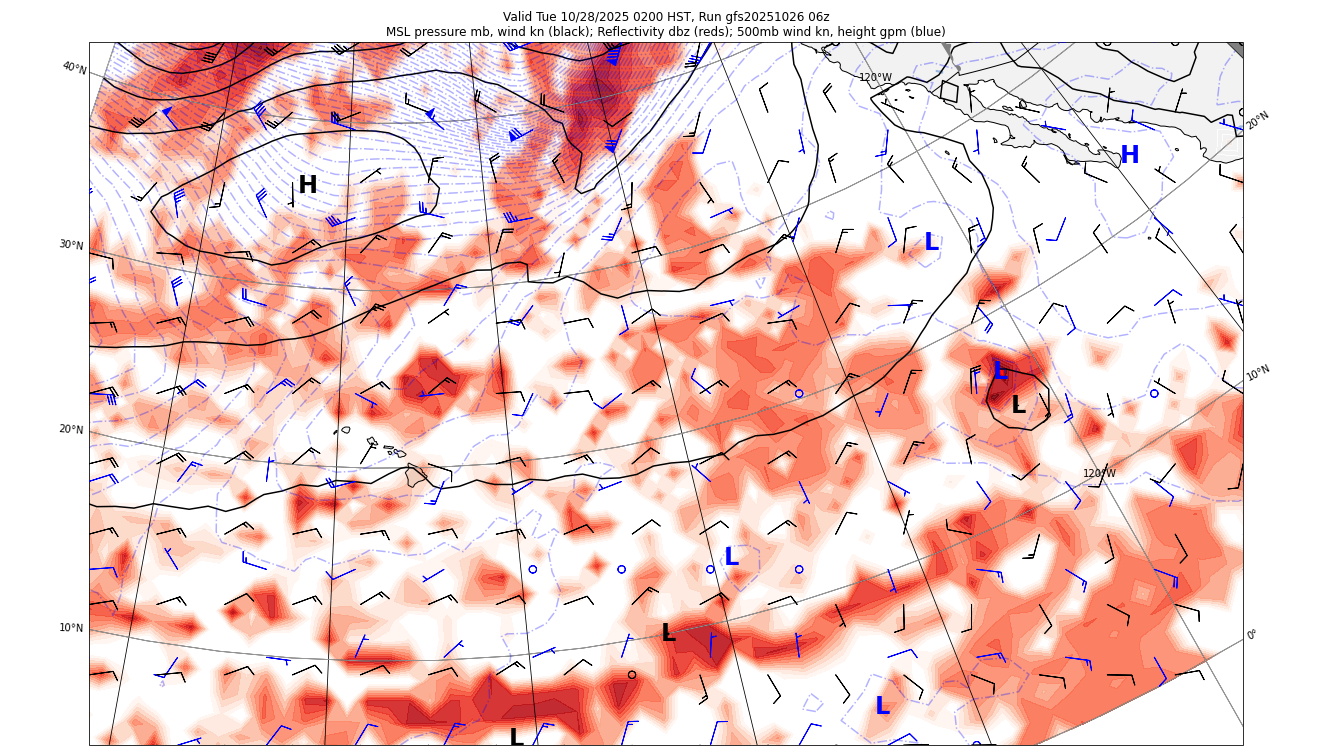 Valid Tue 10/28/2025 0200 HST, Run gfs20251026 06z
MSL pressure mb, wind kn (black); Reflectivity dbz (reds); 500mb wind kn, height gpm (blue)
40°N
120°W
20°N
H
H
30°N
L
10°N
L
L
20°N
120°W
L
10°N
L
0°
L
L